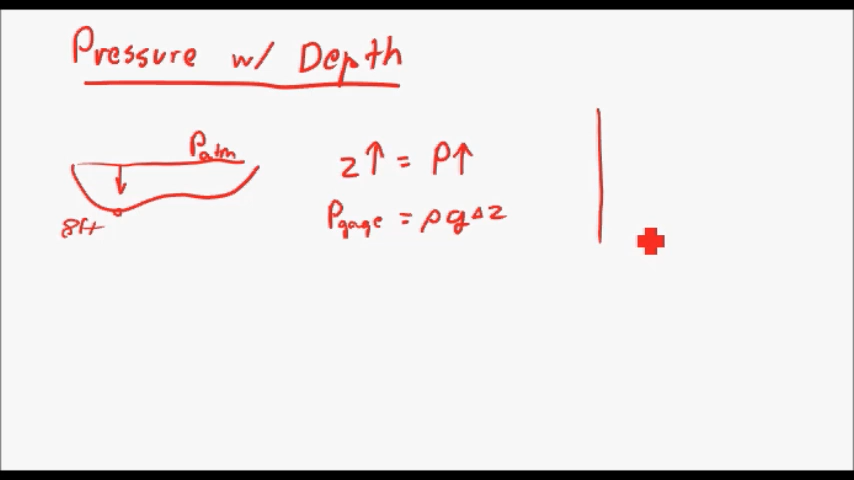 Pressure w/ Depth
Patm
8ft
z↑ = P↑
Pgage = ρgΔz